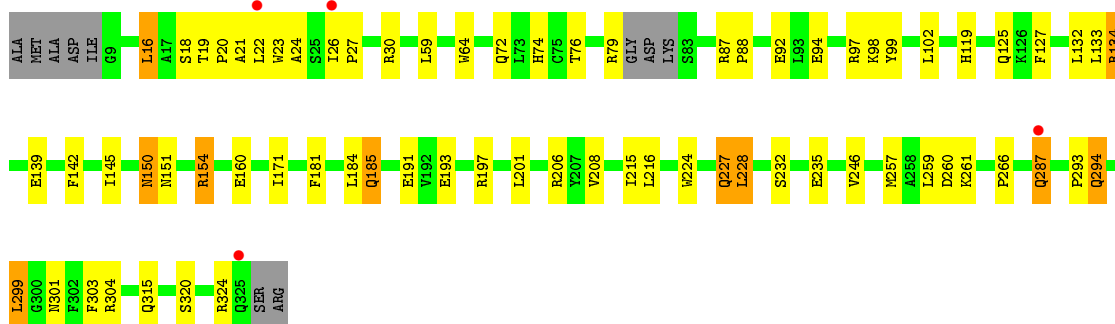 ALA MET ALA ASP ILE G9 L16 A17 S18 T19 P20 A21 L22 W23 A24 S25 I26 P27 R30 L59 W64 Q72 L73 H74 C75 T76 R79 GLY ASP LYS S83 R87 P88 E92 L93 E94 R97 K98 Y99 L102 H119 Q125 K126 F127 L132 L133 R134
E139 F142 I145 N150 N151 R154 E160 I171 F181 L184 Q185 E191 V192 E193 R197 L201 R206 Y207 V208 I215 L216 W224 Q227 L228 S232 E235 V246 M257 A258 L259 D260 K261 P266 Q287 P293 Q294
L299 G300 N301 F302 F303 R304 Q315 S320 R324 Q325 SER ARG